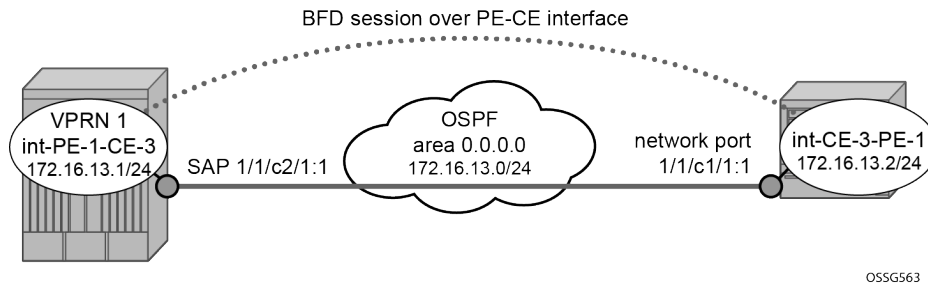 BFD session over PE-CE interface
VPRN 1
int-PE-1-CE-3
172.16.13.1/24
SAP 1/1/c2/1:1
OSPF
area 0.0.0.0
172.16.13.0/24
network port
1/1/c1/1:1
int-CE-3-PE-1
172.16.13.2/24
OSSG563